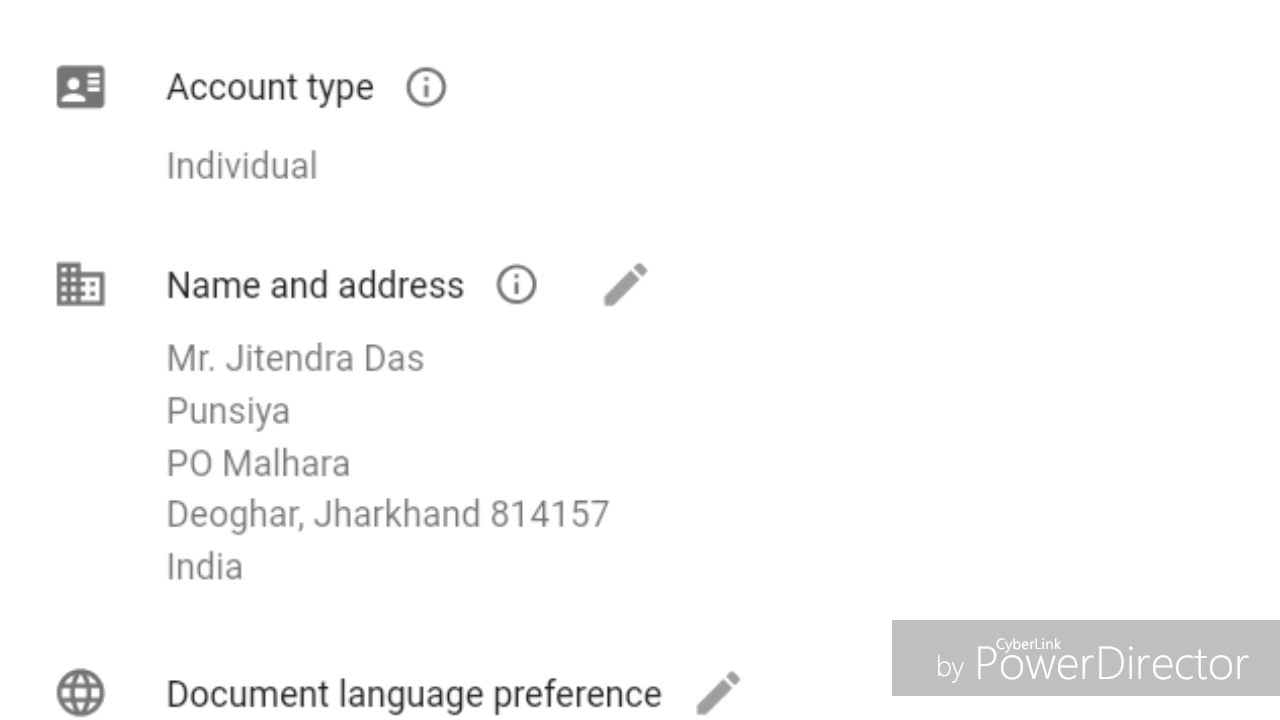 Account type
Individual
Name and address
Mr. Jitendra Das
Punsiya
PO Malhara
Deoghar, Jharkhand 814157
India
Document language preference
CyberLink
by PowerDirector